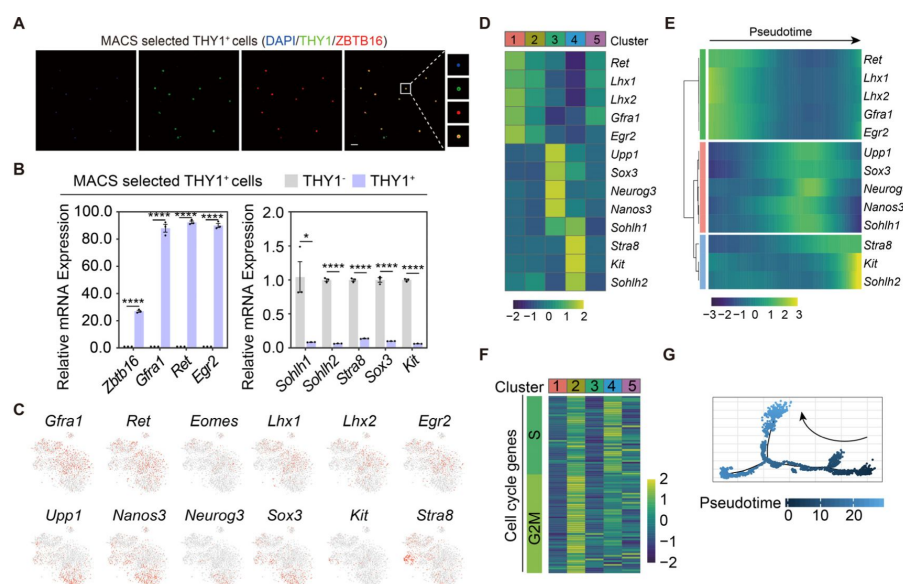 A
MACS selected THY1⁺ cells (DAPI/THY1/ZBTB16)
B
MACS selected THY1⁺ cells
THY1⁻ THY1⁺
Relative mRNA Expression
100.0
80.0
60.0
40.0
20.0
0.0
**** **** **** ****
Zbtb16 Gfra1 Ret Egr2
Relative mRNA Expression
2.0
1.5
1.0
0.5
0.0
* **** **** **** ****
Sohlh1 Sohlh2 Stra8 Sox3 Kit
C
Gfra1 Ret Eomes Lhx1 Lhx2 Egr2
Upp1 Nanos3 Neurog3 Sox3 Kit Stra8
D
1 2 3 4 5 Cluster
Ret
Lhx1
Lhx2
Gfra1
Egr2
Upp1
Sox3
Neurog3
Nanos3
Sohlh1
Stra8
Kit
Sohlh2
−2 −1 0 1 2
E
Pseudotime
Ret
Lhx1
Lhx2
Gfra1
Egr2
Upp1
Sox3
Neurog
Nanos3
Sohlh1
Stra8
Kit
Sohlh2
−3 −2 −1 0 1 2 3
F
Cluster 1 2 3 4 5
Cell cycle genes
S
G2M
2
1
0
−1
−2
G
Pseudotime
0 10 20